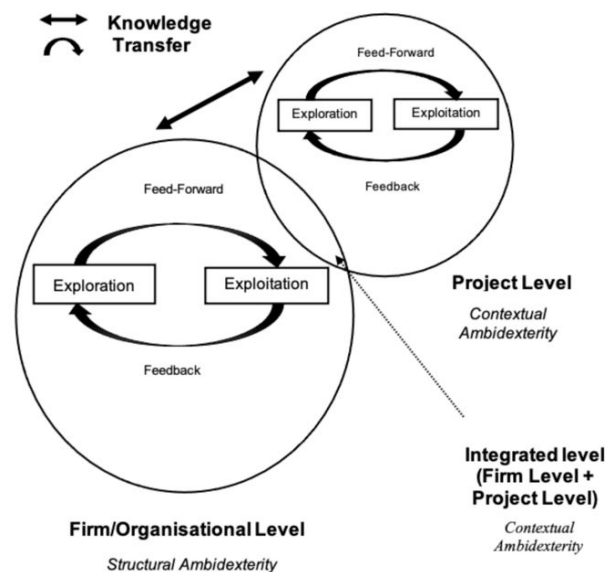 Knowledge
Transfer
Feed-Forward
Exploration
Exploitation
Feedback
Feed-Forward
Exploration
Exploitation
Feedback
Project Level
Contextual
Ambidexterity
Integrated level
(Firm Level +
Project Level)
Contextual
Ambidexterity
Firm/Organisational Level
Structural Ambidexterity